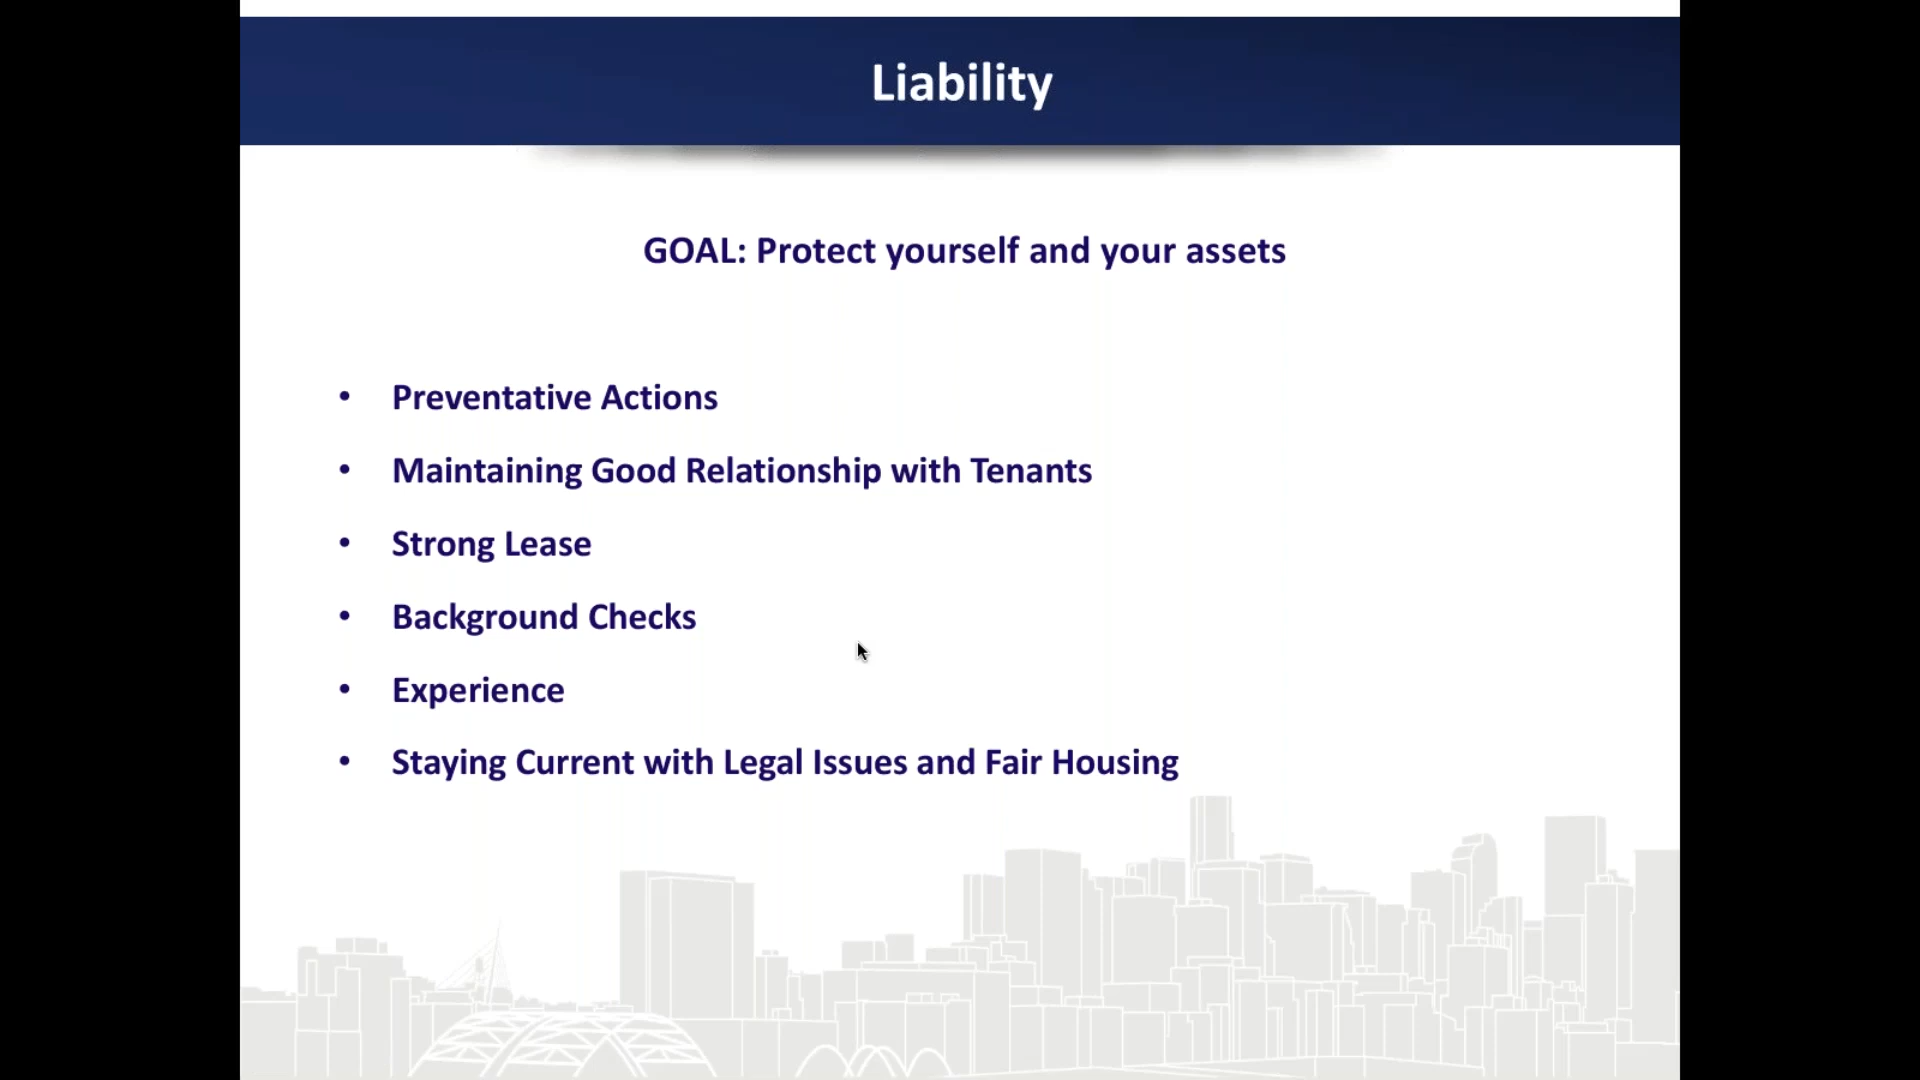 Liability
GOAL: Protect yourself and your assets
• Preventative Actions
• Maintaining Good Relationship with Tenants
• Strong Lease
• Background Checks
• Experience
• Staying Current with Legal Issues and Fair Housing